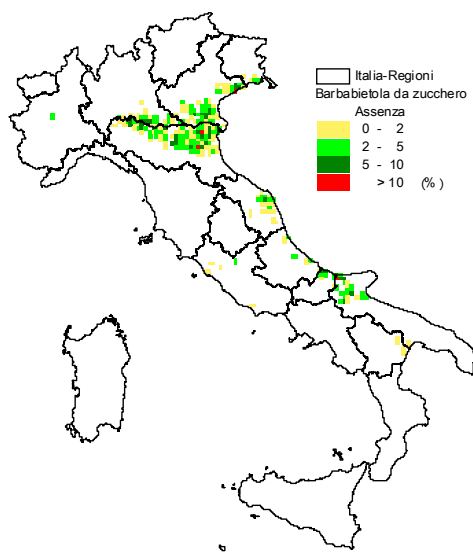 Italia-Regioni
Barbabietola da zucchero
Assenza
0 - 2
2 - 5
5 - 10
> 10 (%)